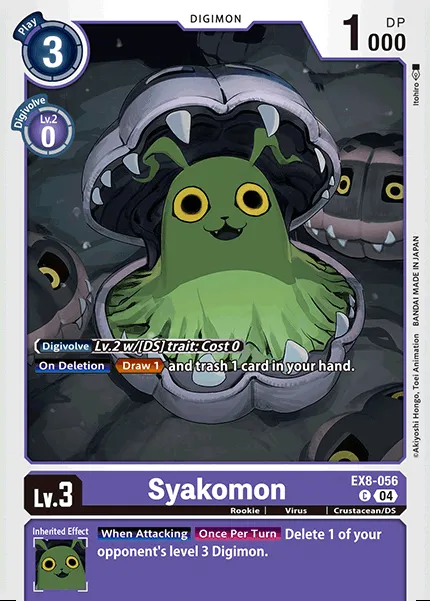 Play
3
DIGIMON
1000
DP
Itohiro
Digivolve
Lv.2
0
©Akiyoshi Hongo, Toei Animation BANDAI MADE IN JAPAN
Digivolve Lv.2 w/[DS] trait: Cost 0
On Deletion Draw 1 and trash 1 card in your hand.
Lv.3
Syakomon
EX8-056
C 04
Rookie | Virus | Crustacean/DS
Inherited Effect
When Attacking Once Per Turn Delete 1 of your
opponent's level 3 Digimon.